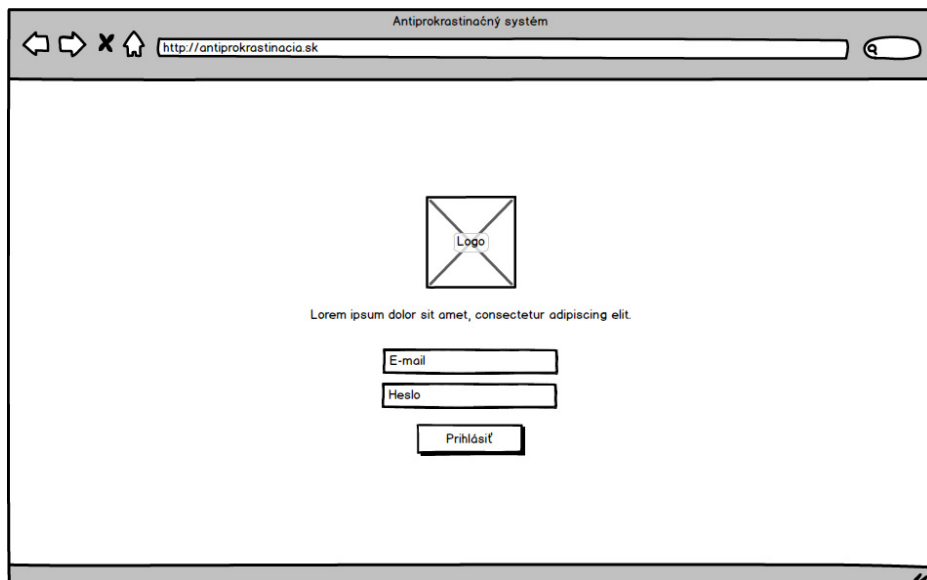 Antiprokrastinačný systém
http://antiprokrastinacia.sk
Logo
Lorem ipsum dolor sit amet, consectetur adipiscing elit.
E-mail
Heslo
Prihlásiť